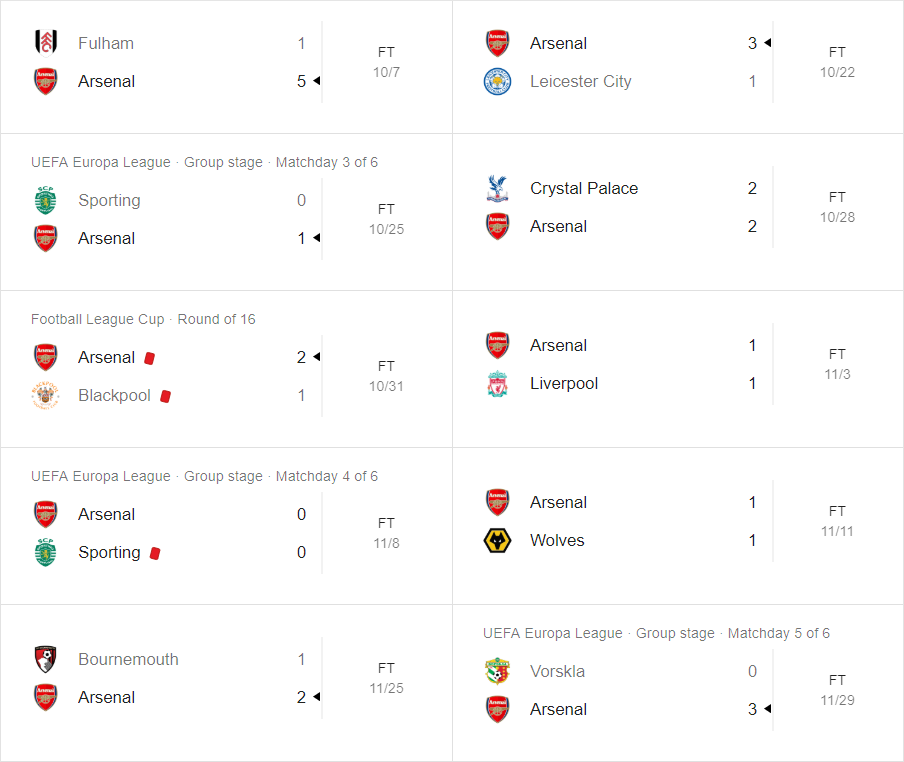 Fulham 1
Arsenal 5
FT
10/7
Arsenal 3
Leicester City 1
FT
10/22
UEFA Europa League · Group stage · Matchday 3 of 6
Sporting 0
Arsenal 1
FT
10/25
Crystal Palace 2
Arsenal 2
FT
10/28
Football League Cup · Round of 16
Arsenal 2
Blackpool 1
FT
10/31
Arsenal 1
Liverpool 1
FT
11/3
UEFA Europa League · Group stage · Matchday 4 of 6
Arsenal 0
Sporting 0
FT
11/8
Arsenal 1
Wolves 1
FT
11/11
Bournemouth 1
Arsenal 2
FT
11/25
UEFA Europa League · Group stage · Matchday 5 of 6
Vorskla 0
Arsenal 3
FT
11/29